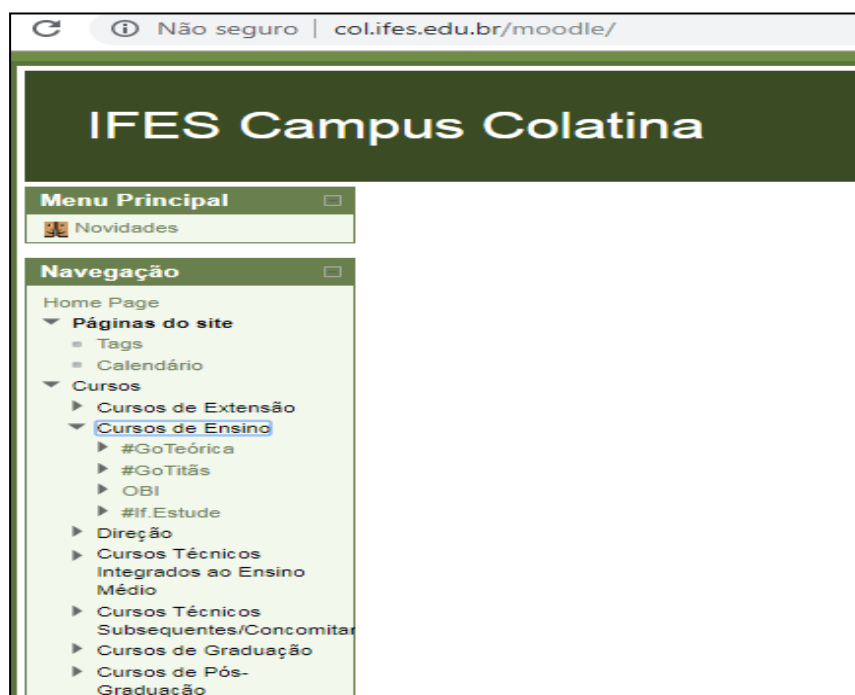 Não seguro | col.ifes.edu.br/moodle/
IFES Campus Colatina
Menu Principal
Novidades
Navegação
Home Page
Páginas do site
Tags
Calendário
Cursos
Cursos de Extensão
Cursos de Ensino
#GoTeórica
#GoTitãs
OBI
#If.Estude
Direção
Cursos Técnicos
Integrados ao Ensino
Médio
Cursos Técnicos
Subsequentes/Concomitan
Cursos de Graduação
Cursos de Pós-
Graduação